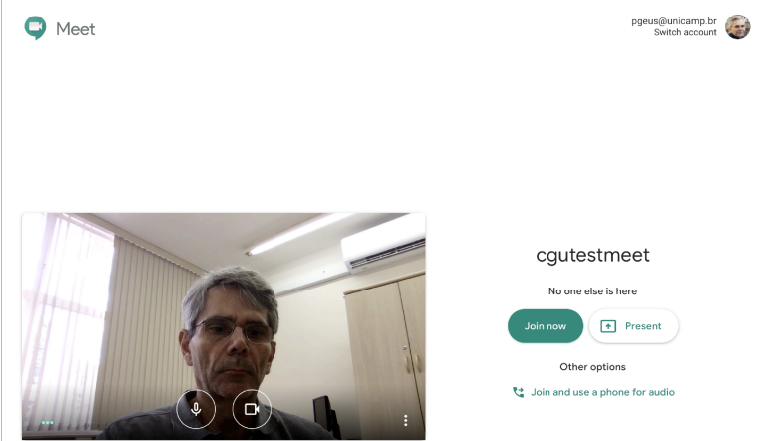 Meet
pgeus@unicamp.br
Switch account
cgutestmeet
No one else is here
Join now
Present
Other options
Join and use a phone for audio